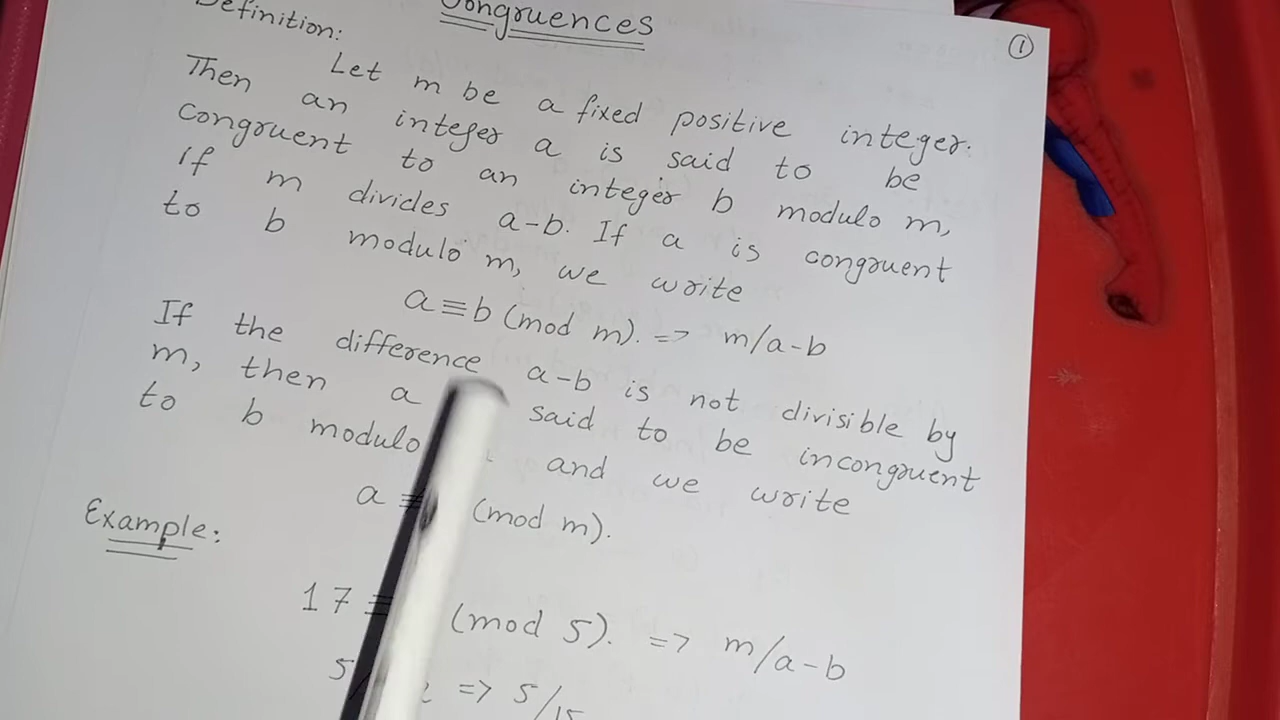 Congruences
①
Definition:
Let m be a fixed positive integer.
Then an integer a is said to be
congruent to an integer b modulo m,
if m divides a-b. If a is congruent
to b modulo m, we write
a≡b (mod m). => m/a-b
If the difference a-b is not divisible by
m, then a said to be incongruent
to b modulo and we write
a (mod m).
Example:
17 (mod 5). => m/a-b
5 => 5/15